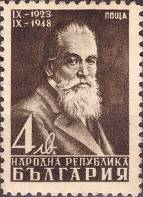 IX-1923
IX-1948
ПОЩА
4 лв.
НАРОДНА РЕПУБЛИКА
БЪЛГАРИЯ